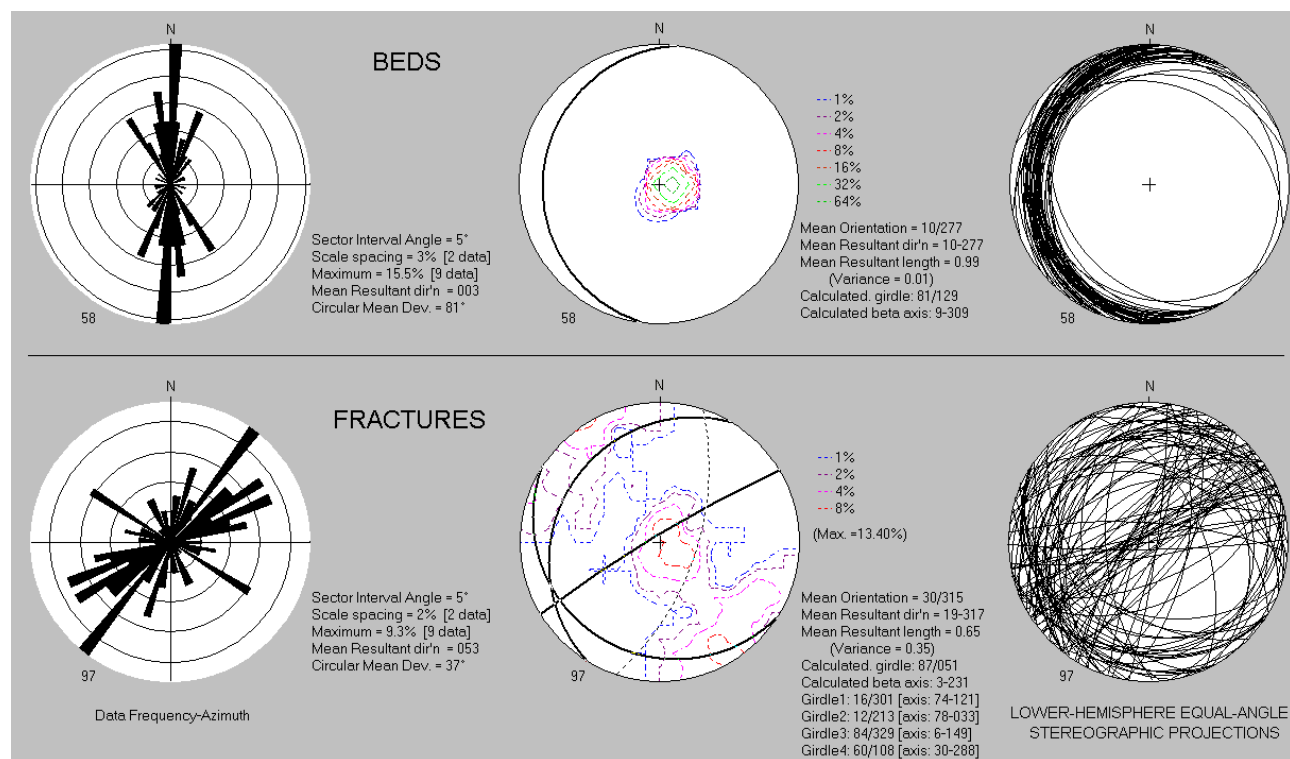 N
BEDS
Sector Interval Angle = 5°
Scale spacing = 3% [2 data]
Maximum = 15.5% [9 data]
Mean Resultant dir'n = 003
Circular Mean Dev. = 81°
58
N
1%
2%
4%
8%
16%
32%
64%
Mean Orientation = 10/277
Mean Resultant dir'n = 10-277
Mean Resultant length = 0.99
(Variance = 0.01)
Calculated. girdle: 81/129
Calculated beta axis: 9-309
58
N
58
N
FRACTURES
Sector Interval Angle = 5°
Scale spacing = 2% [2 data]
Maximum = 9.3% [9 data]
Mean Resultant dir'n = 053
Circular Mean Dev. = 37°
97
Data Frequency-Azimuth
N
1%
2%
4%
8%
(Max. =13.40%)
Mean Orientation = 30/315
Mean Resultant dir'n = 19-317
Mean Resultant length = 0.65
(Variance = 0.35)
Calculated. girdle: 87/051
Calculated beta axis: 3-231
Girdle1: 16/301 [axis: 74-121]
Girdle2: 12/213 [axis: 78-033]
Girdle3: 84/329 [axis: 6-149]
Girdle4: 60/108 [axis: 30-288]
97
N
97
LOWER-HEMISPHERE EQUAL-ANGLE
STEREOGRAPHIC PROJECTIONS